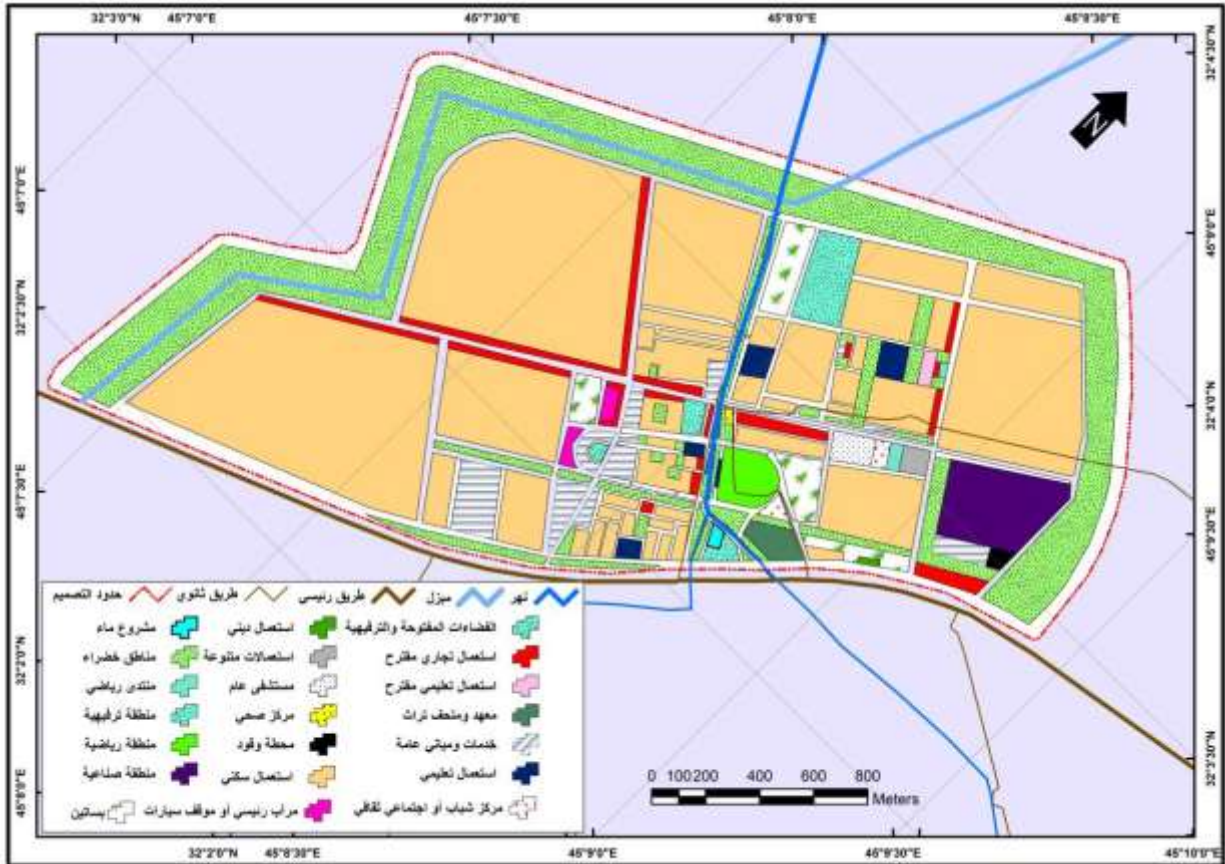 32°3'0"N 45°7'0"E 45°7'30"E 45°8'0"E 45°8'30"E
32°4'30"N
45°7'0"E
45°9'0"E
32°2'30"N
32°4'0"N
45°7'30"E
45°9'30"E
32°2'0"N
32°3'30"N
45°8'0"E
N
نهر مبزل طريق رئيسي طريق ثانوي حدود التصميم
الفضاءات المفتوحة والترفيهية استعمال ديني مشروع ماء
استعمال تجاري مقترح استعمالات متنوعة مناطق خضراء
استعمال تعليمي مقترح مستشفى عام منتدى رياضي
معهد ومتحف تراث مركز صحي منطقة ترفيهية
خدمات ومباني عامة محطة وقود منطقة رياضية
استعمال تعليمي استعمال سكني منطقة صناعية
مركز شباب أو اجتماعي ثقافي مرآب رئيسي أو موقف سيارات بساتين
0 100 200 400 600 800
Meters
32°2'0"N 45°8'30"E 45°9'0"E 45°9'30"E 45°10'0"E